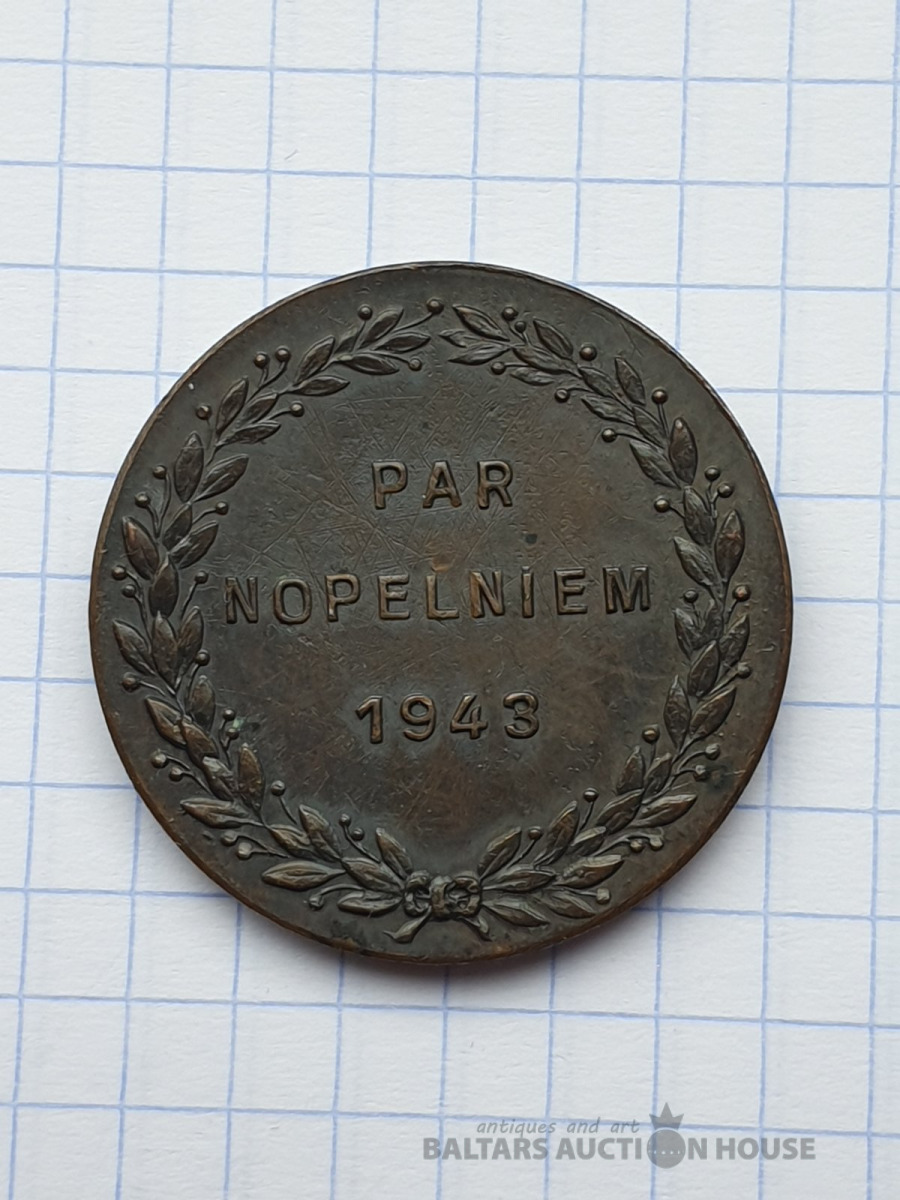 PAR
NOPELNIEM
1943
antiques and art
BALTARS AUCTION HOUSE